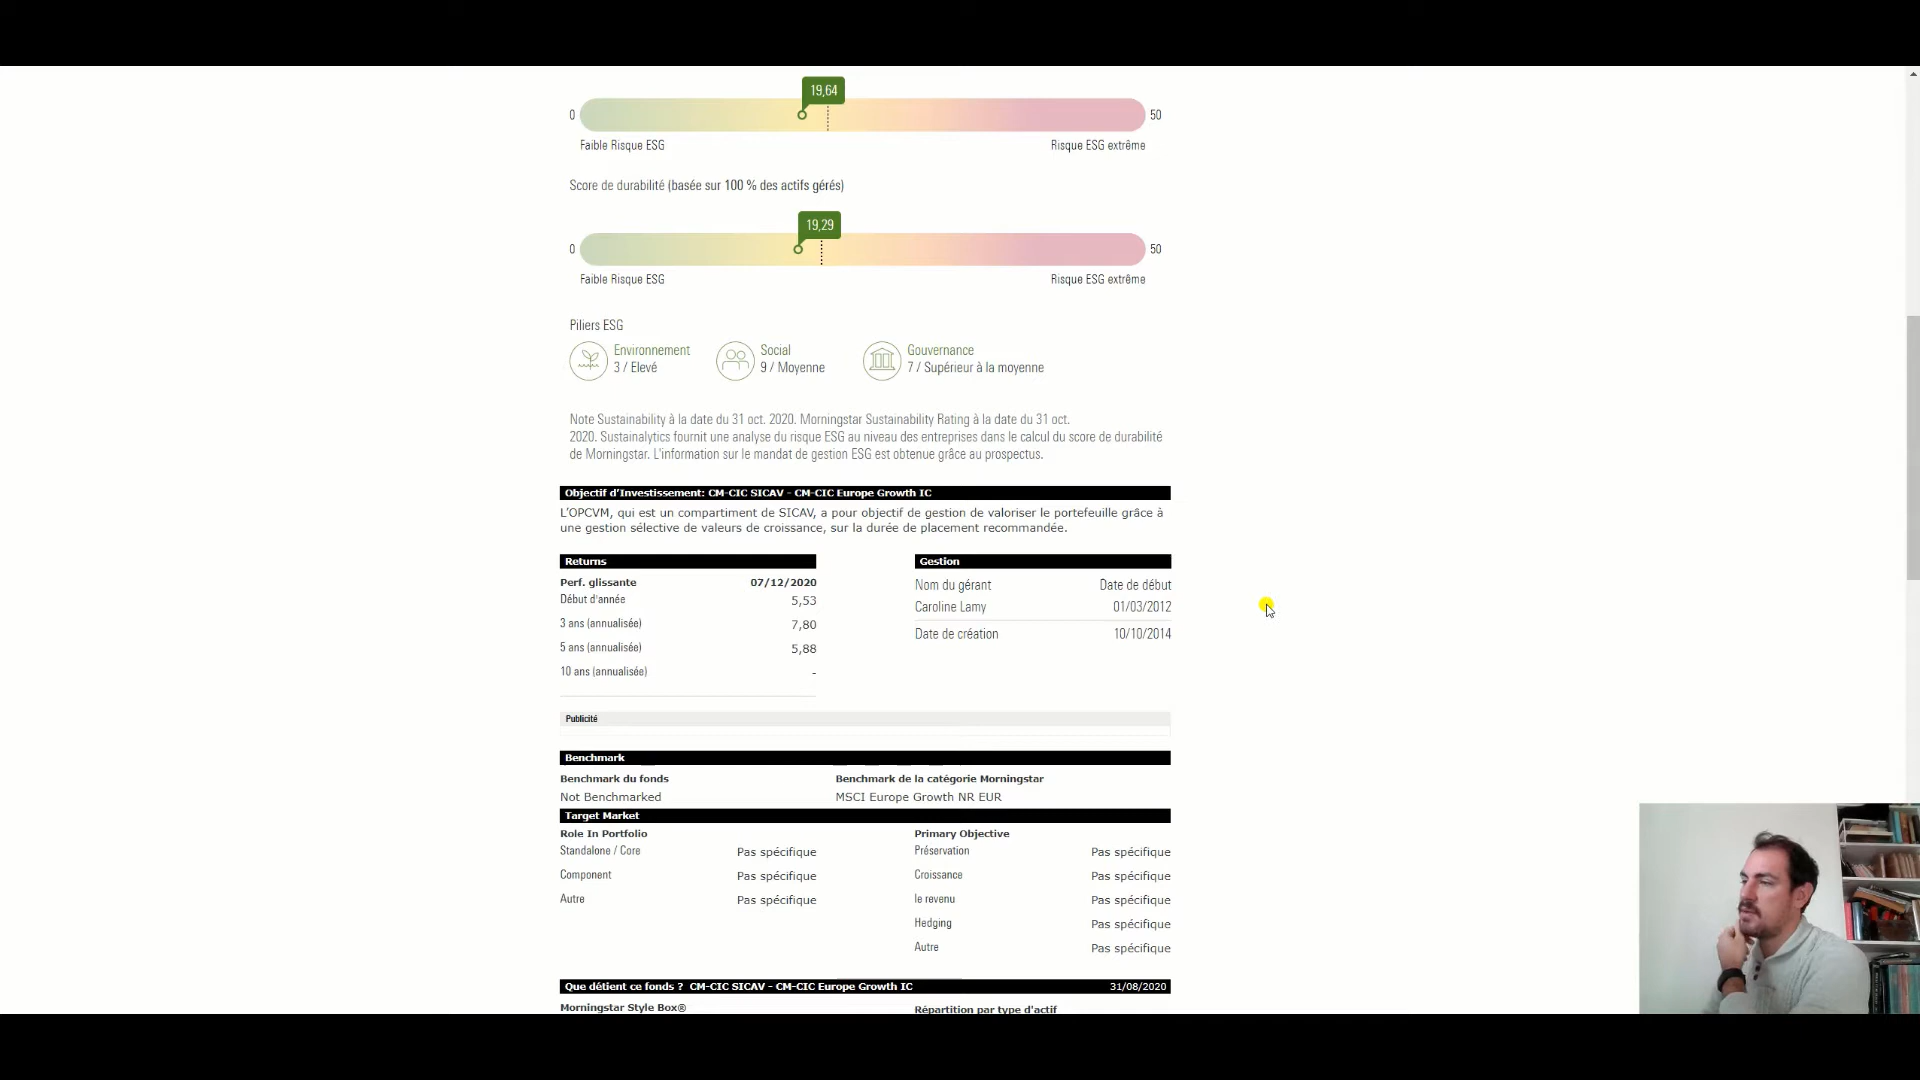 19,64
0 50
Faible Risque ESG Risque ESG extrême
Score de durabilité (basée sur 100 % des actifs gérés)
19,29
0 50
Faible Risque ESG Risque ESG extrême
Piliers ESG
Environnement Social Gouvernance
3 / Elevé 9 / Moyenne 7 / Supérieur à la moyenne
Note Sustainability à la date du 31 oct. 2020. Morningstar Sustainability Rating à la date du 31 oct.
2020. Sustainalytics fournit une analyse du risque ESG au niveau des entreprises dans le calcul du score de durabilité
de Morningstar. L'information sur le mandat de gestion ESG est obtenue grâce au prospectus.
Objectif d'Investissement: CM-CIC SICAV - CM-CIC Europe Growth IC
L'OPCVM, qui est un compartiment de SICAV, a pour objectif de gestion de valoriser le portefeuille grâce à
une gestion sélective de valeurs de croissance, sur la durée de placement recommandée.
Returns Gestion
Perf. glissante 07/12/2020 Nom du gérant Date de début
Début d'année 5,53 Caroline Lamy 01/03/2012
3 ans (annualisée) 7,80 Date de création 10/10/2014
5 ans (annualisée) 5,88
10 ans (annualisée) -
Publicité
Benchmark
Benchmark du fonds Benchmark de la catégorie Morningstar
Not Benchmarked MSCI Europe Growth NR EUR
Target Market
Role In Portfolio Primary Objective
Standalone / Core Pas spécifique Préservation Pas spécifique
Component Pas spécifique Croissance Pas spécifique
Autre Pas spécifique le revenu Pas spécifique
Hedging Pas spécifique
Autre Pas spécifique
Que détient ce fonds ? CM-CIC SICAV - CM-CIC Europe Growth IC 31/08/2020
Morningstar Style Box® Répartition par type d'actif